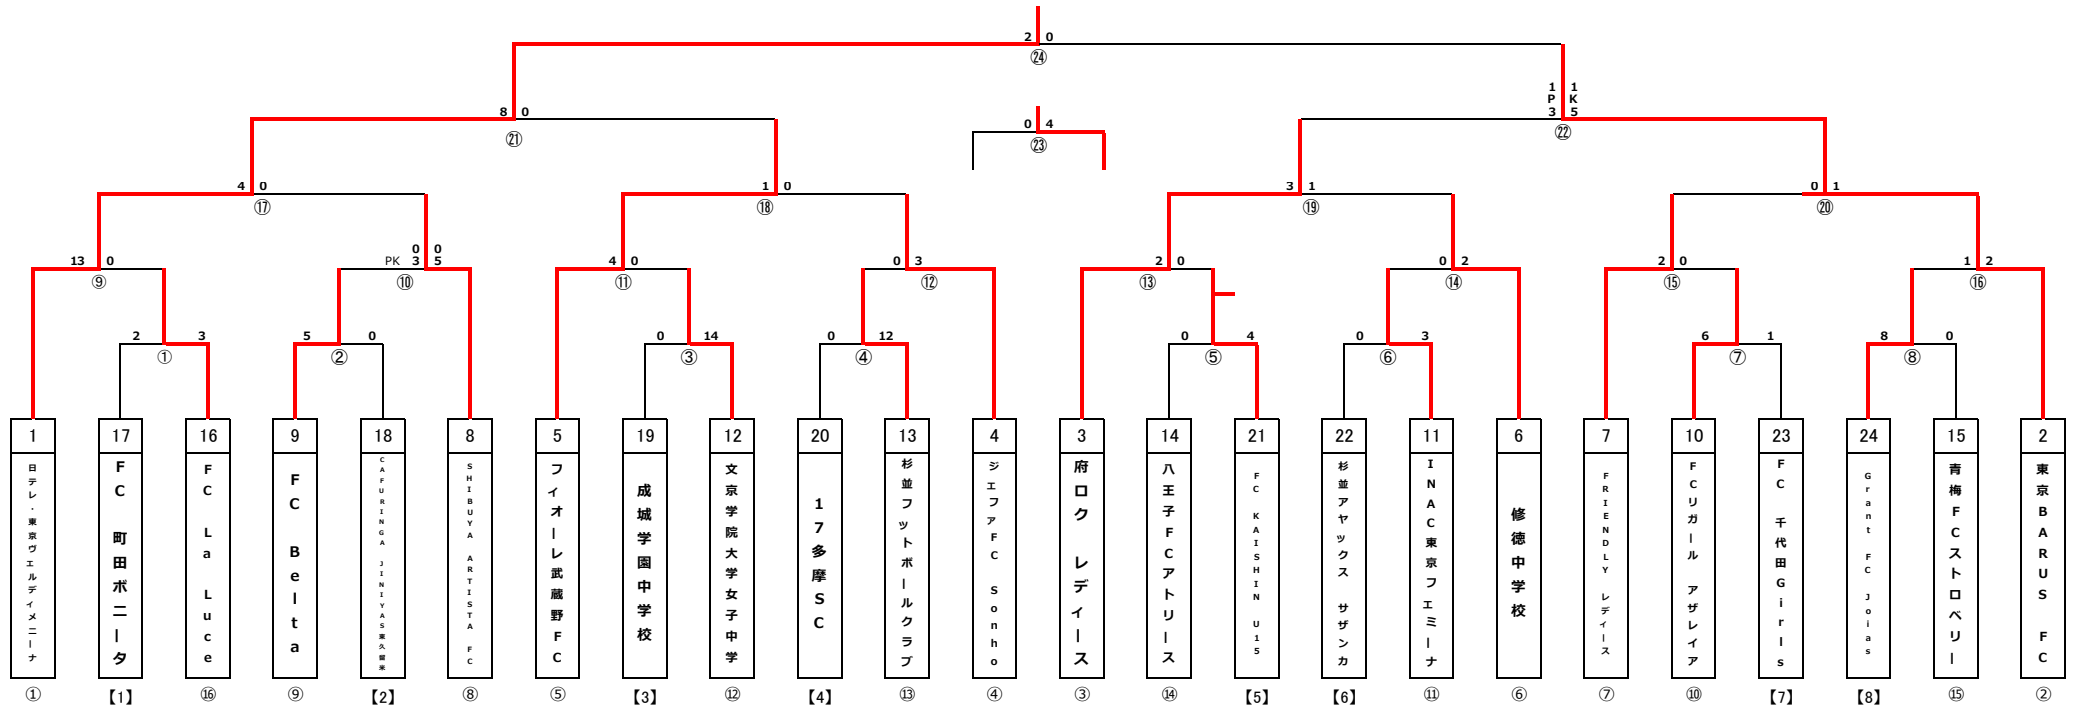 2 0
㉔
1 1
P K
3 5
㉒
8 0
㉑
0 4
㉓
4 0
⑰
1 0
⑱
3 1
⑲
0 1
⑳
13 0
⑨
0 0
PK 3 5
⑩
4 0
⑪
0 3
⑫
2 0
⑬
0 2
⑭
2 0
⑮
1 2
⑯
2 3
①
5 0
②
0 14
③
0 12
④
0 4
⑤
0 3
⑥
6 1
⑦
8 0
⑧
1 17 16 9 18 8 5 19 12 20 13 4 3 14 21 22 11 6 7 10 23 24 15 2
日テレ・東京ヴェルディメニーナ
FC 町田ボニータ
FC La Luce
FC Belta
CAFURINGA JINIYAS東久留米
SHIBUYA ARTISTA FC
フィオーレ武蔵野FC
成城学園中学校
文京学院大学女子中学
17多摩SC
杉並フットボールクラブ
ジェファFC Sonho
府ロク レディース
八王子FCアトリース
FC KAISHIN U15
杉並アヤックス サザンカ
INAC東京フエミーナ
修徳中学校
FRIENDLY レディース
FCリガール アザレイア
FC 千代田Girls
Grant FC Joias
青梅FCストロベリー
東京BARUS FC
① 【1】 ⑯ ⑨ 【2】 ⑧ ⑤ 【3】 ⑫ 【4】 ⑬ ④ ③ ⑭ 【5】 【6】 ⑪ ⑥ ⑦ ⑩ 【7】 【8】 ⑮ ②